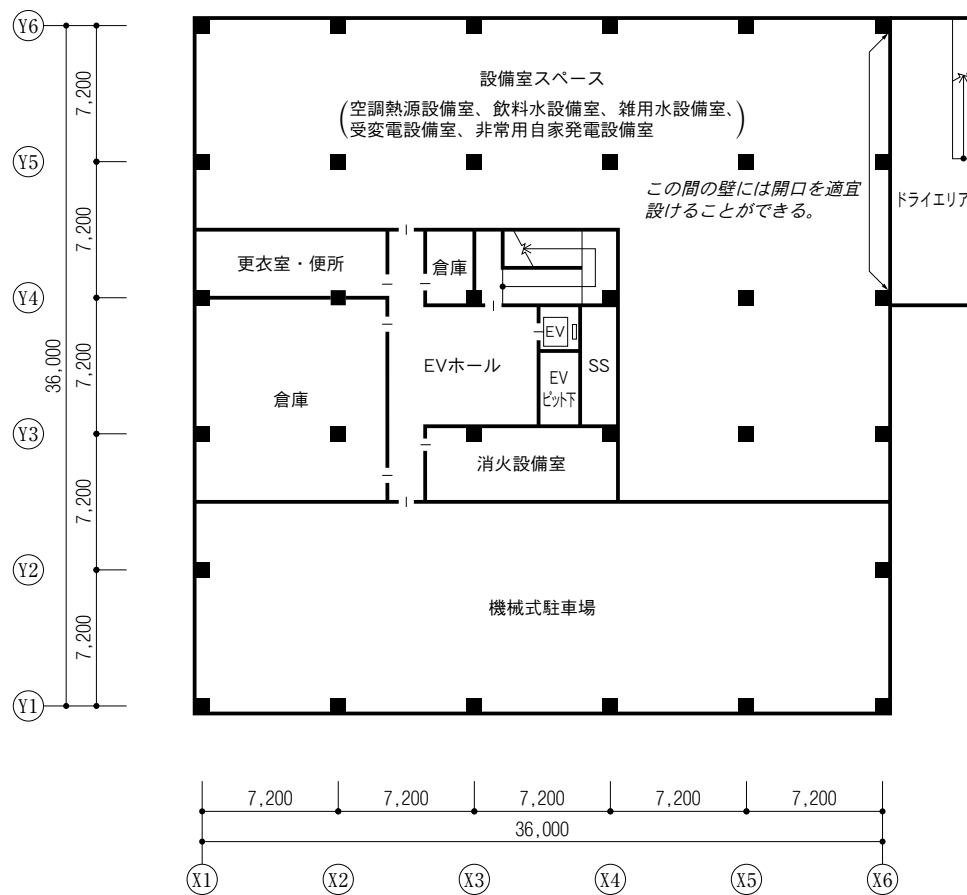 Y6
Y5
Y4
Y3
Y2
Y1
7,200
7,200
7,200
7,200
7,200
36,000
設備室スペース
(空調熱源設備室、飲料水設備室、雑用水設備室、
受変電設備室、非常用自家発電設備室)
この間の壁には開口を適宜
設けることができる。
ドライエリア
更衣室・便所
倉庫
EVホール
EV
EV
ピット下
SS
倉庫
消火設備室
機械式駐車場
7,200
7,200
7,200
7,200
7,200
36,000
X1
X2
X3
X4
X5
X6